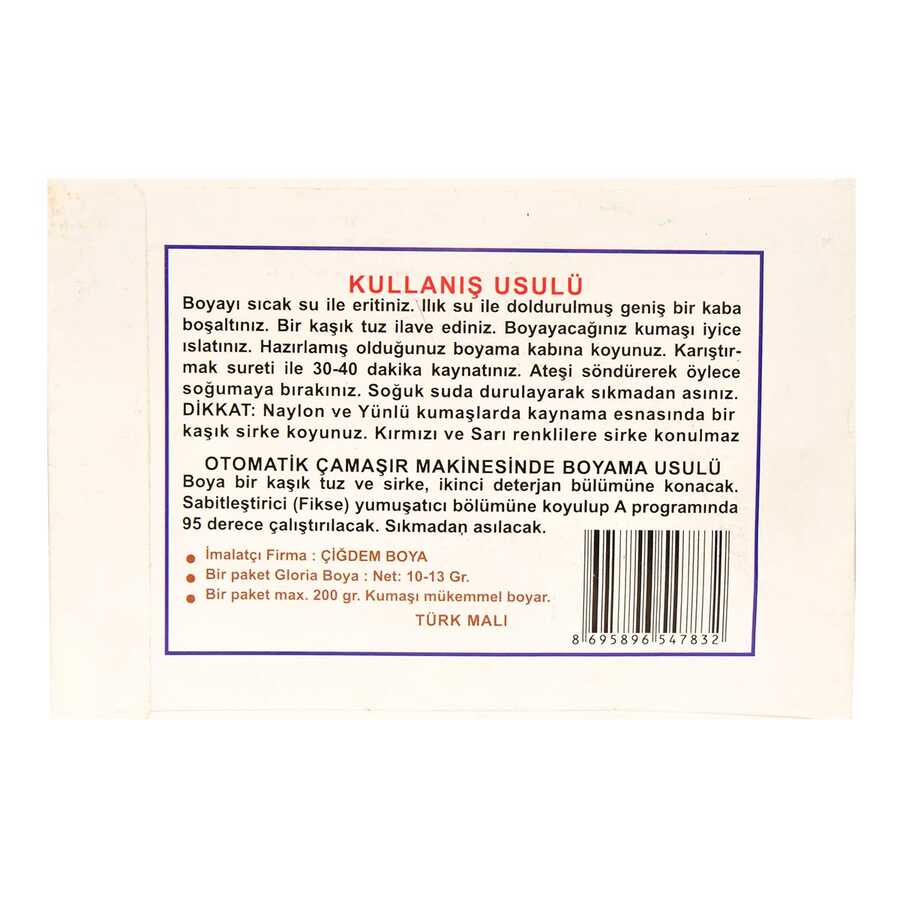 KULLANIŞ USULÜ
Boyayı sıcak su ile eritiniz. Ilık su ile doldurulmuş geniş bir kaba
boşaltınız. Bir kaşık tuz ilave ediniz. Boyayacağınız kumaşı iyice
ıslatınız. Hazırlamış olduğunuz boyama kabına koyunuz. Karıştır-
mak sureti ile 30-40 dakika kaynatınız. Ateşi söndürerek öylece
soğumaya bırakınız. Soğuk suda durulayarak sıkmadan asınız.
DİKKAT: Naylon ve Yünlü kumaşlarda kaynama esnasında bir
kaşık sirke koyunuz. Kırmızı ve Sarı renklilere sirke konulmaz
OTOMATİK ÇAMAŞIR MAKİNESİNDE BOYAMA USULÜ
Boya bir kaşık tuz ve sirke, ikinci deterjan bülümüne konacak.
Sabitleştirici (Fikse) yumuşatıcı bölümüne koyulup A programında
95 derece çalıştırılacak. Sıkmadan asılacak.
• İmalatçı Firma : ÇİĞDEM BOYA
• Bir paket Gloria Boya : Net: 10-13 Gr.
• Bir paket max. 200 gr. Kumaşı mükemmel boyar.
TÜRK MALI
8 695896 547832